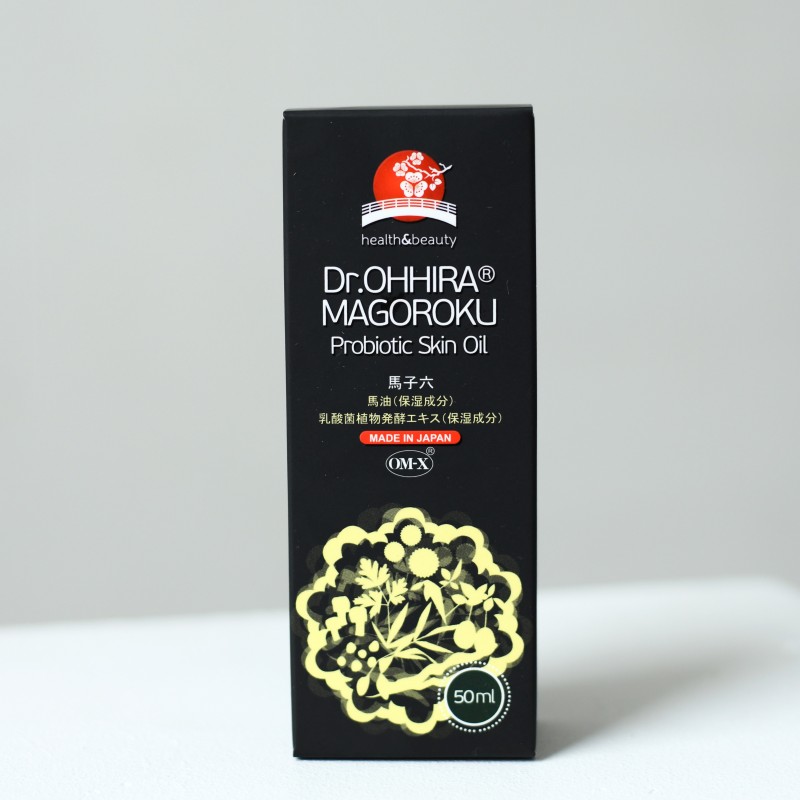 health&beauty
Dr.OHHIRA®
MAGOROKU
Probiotic Skin Oil
馬子六
馬油(保湿成分)
乳酸菌植物発酵エキス(保湿成分)
MADE IN JAPAN
OM-X®
50ml